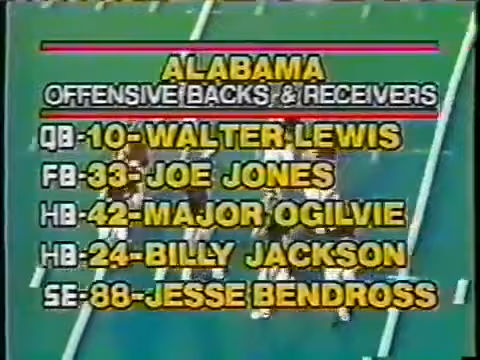 ALABAMA
OFFENSIVE BACKS & RECEIVERS
QB-10-WALTER LEWIS
FB-33-JOE JONES
HB-42-MAJOR OGILVIE
HB-24-BILLY JACKSON
SE-88-JESSE BENDROSS